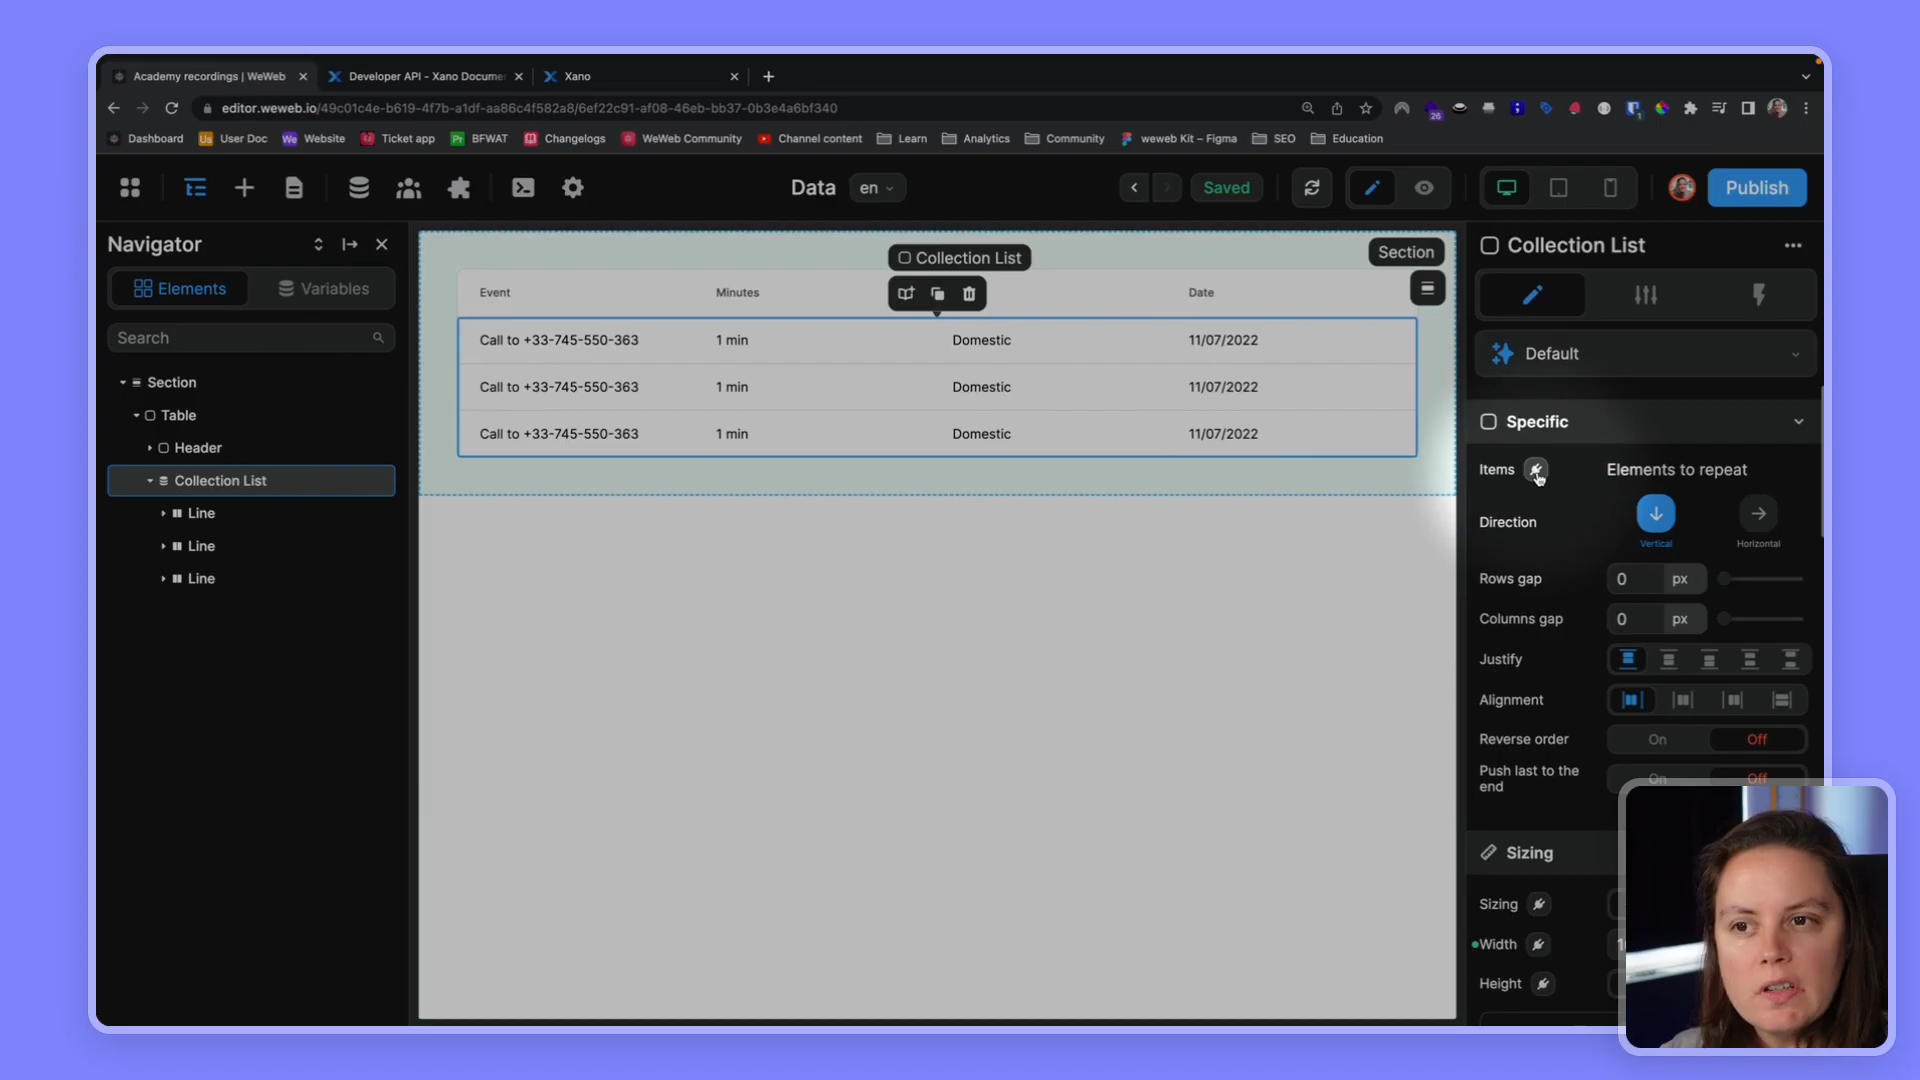 Academy recordings | WeWeb
Developer API - Xano Docume
Xano
editor.weweb.io/49c01c4e-b619-4f7b-a1df-aa86c4f582a8/6ef22c91-af08-46eb-bb37-0b3e4a6bf340
26
Dashboard
Us User Doc
We Website
Ticket app
Pr BFWAT
Changelogs
WeWeb Community
Channel content
Learn
Analytics
Community
weweb Kit – Figma
SEO
Education
Data
en
Saved
Publish
Navigator
Elements
Variables
Search
Section
Table
Header
Collection List
Line
Line
Line
Collection List
Section
Event
Minutes
Date
Call to +33-745-550-363
1 min
Domestic
11/07/2022
Call to +33-745-550-363
1 min
Domestic
11/07/2022
Call to +33-745-550-363
1 min
Domestic
11/07/2022
Collection List
Default
Specific
Items
Elements to repeat
Direction
Vertical
Horizontal
Rows gap
0 px
Columns gap
0 px
Justify
Alignment
Reverse order
On
Off
Push last to the
end
On
Off
Sizing
Sizing
Width
Height